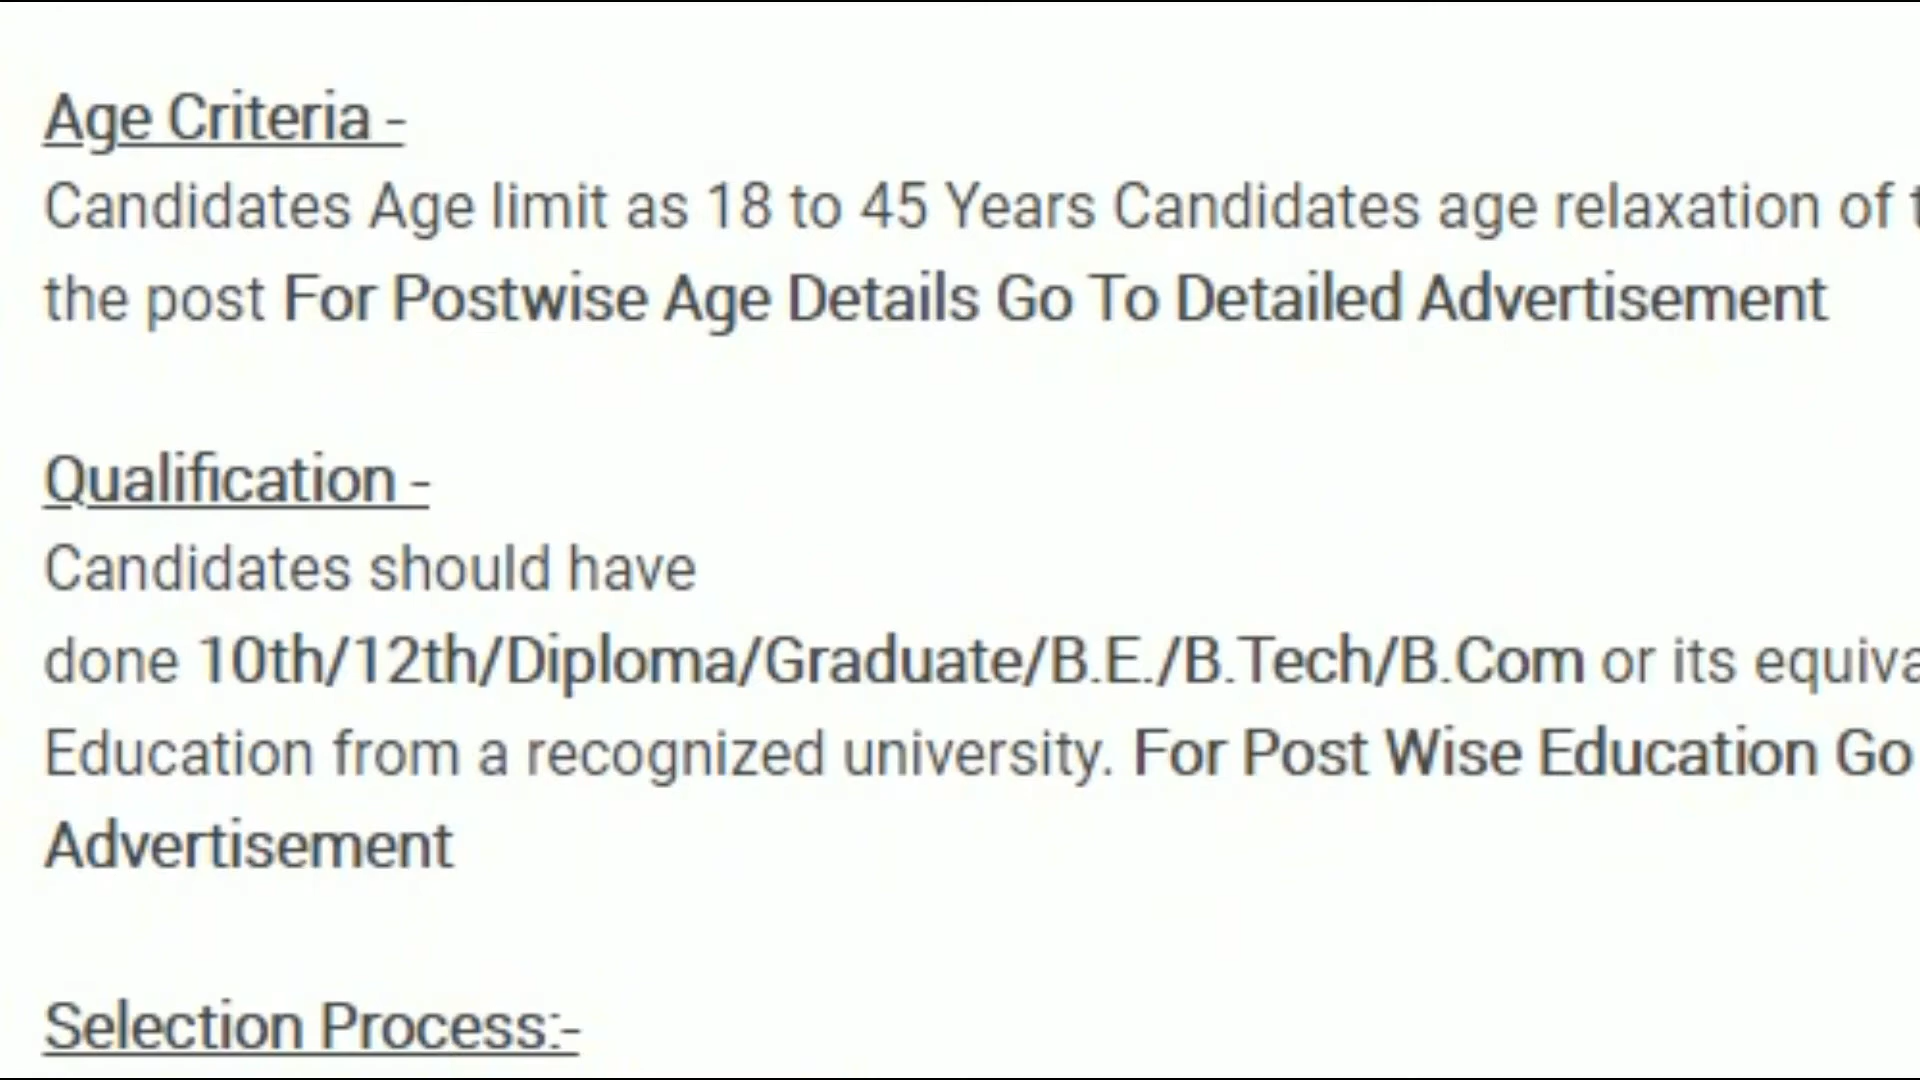 Age Criteria -
Candidates Age limit as 18 to 45 Years Candidates age relaxation of
the post For Postwise Age Details Go To Detailed Advertisement
Qualification -
Candidates should have
done 10th/12th/Diploma/Graduate/B.E./B.Tech/B.Com or its
Education from a recognized university. For Post Wise Education Go
Advertisement
Selection Process:-